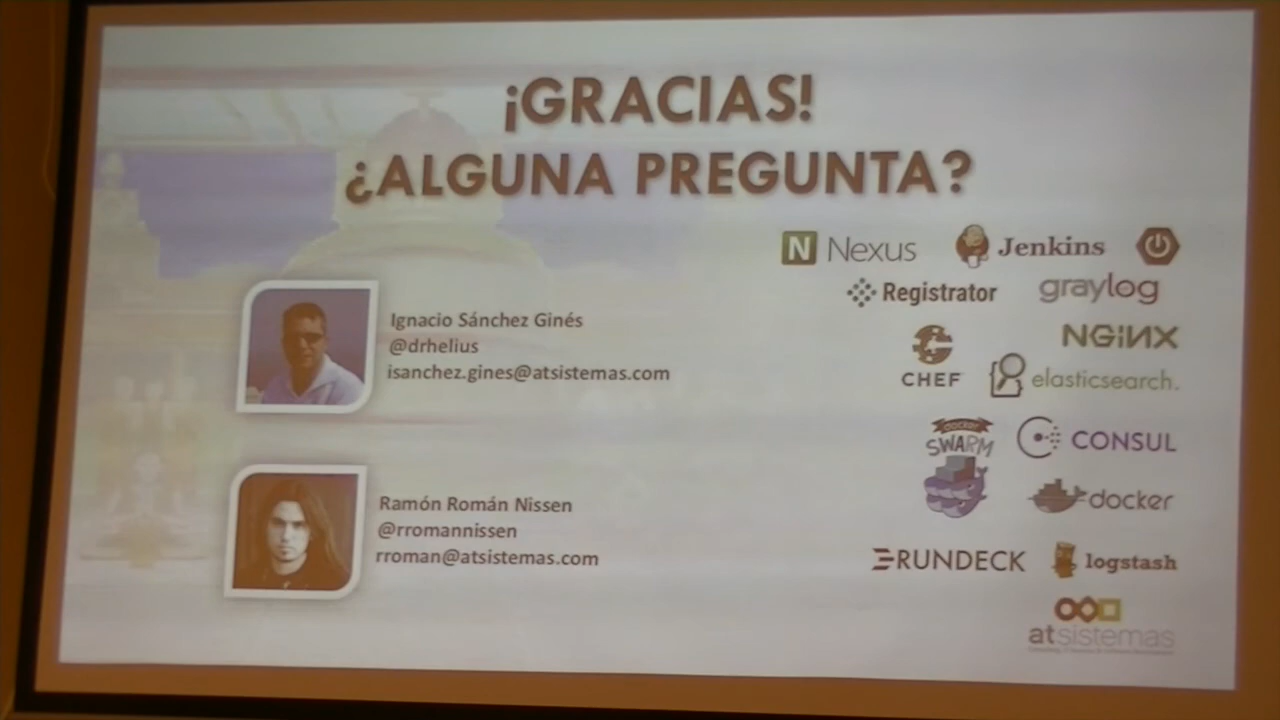 ¡GRACIAS!
¿ALGUNA PREGUNTA?
Ignacio Sánchez Ginés
@drhelius
isanchez.gines@atsistemas.com
Ramón Román Nissen
@rromannissen
rroman@atsistemas.com
N Nexus
Jenkins
Registrator
graylog
NGiNX
CHEF
elasticsearch.
docker
SWARM
CONSUL
docker
RUNDECK
logstash
atsistemas